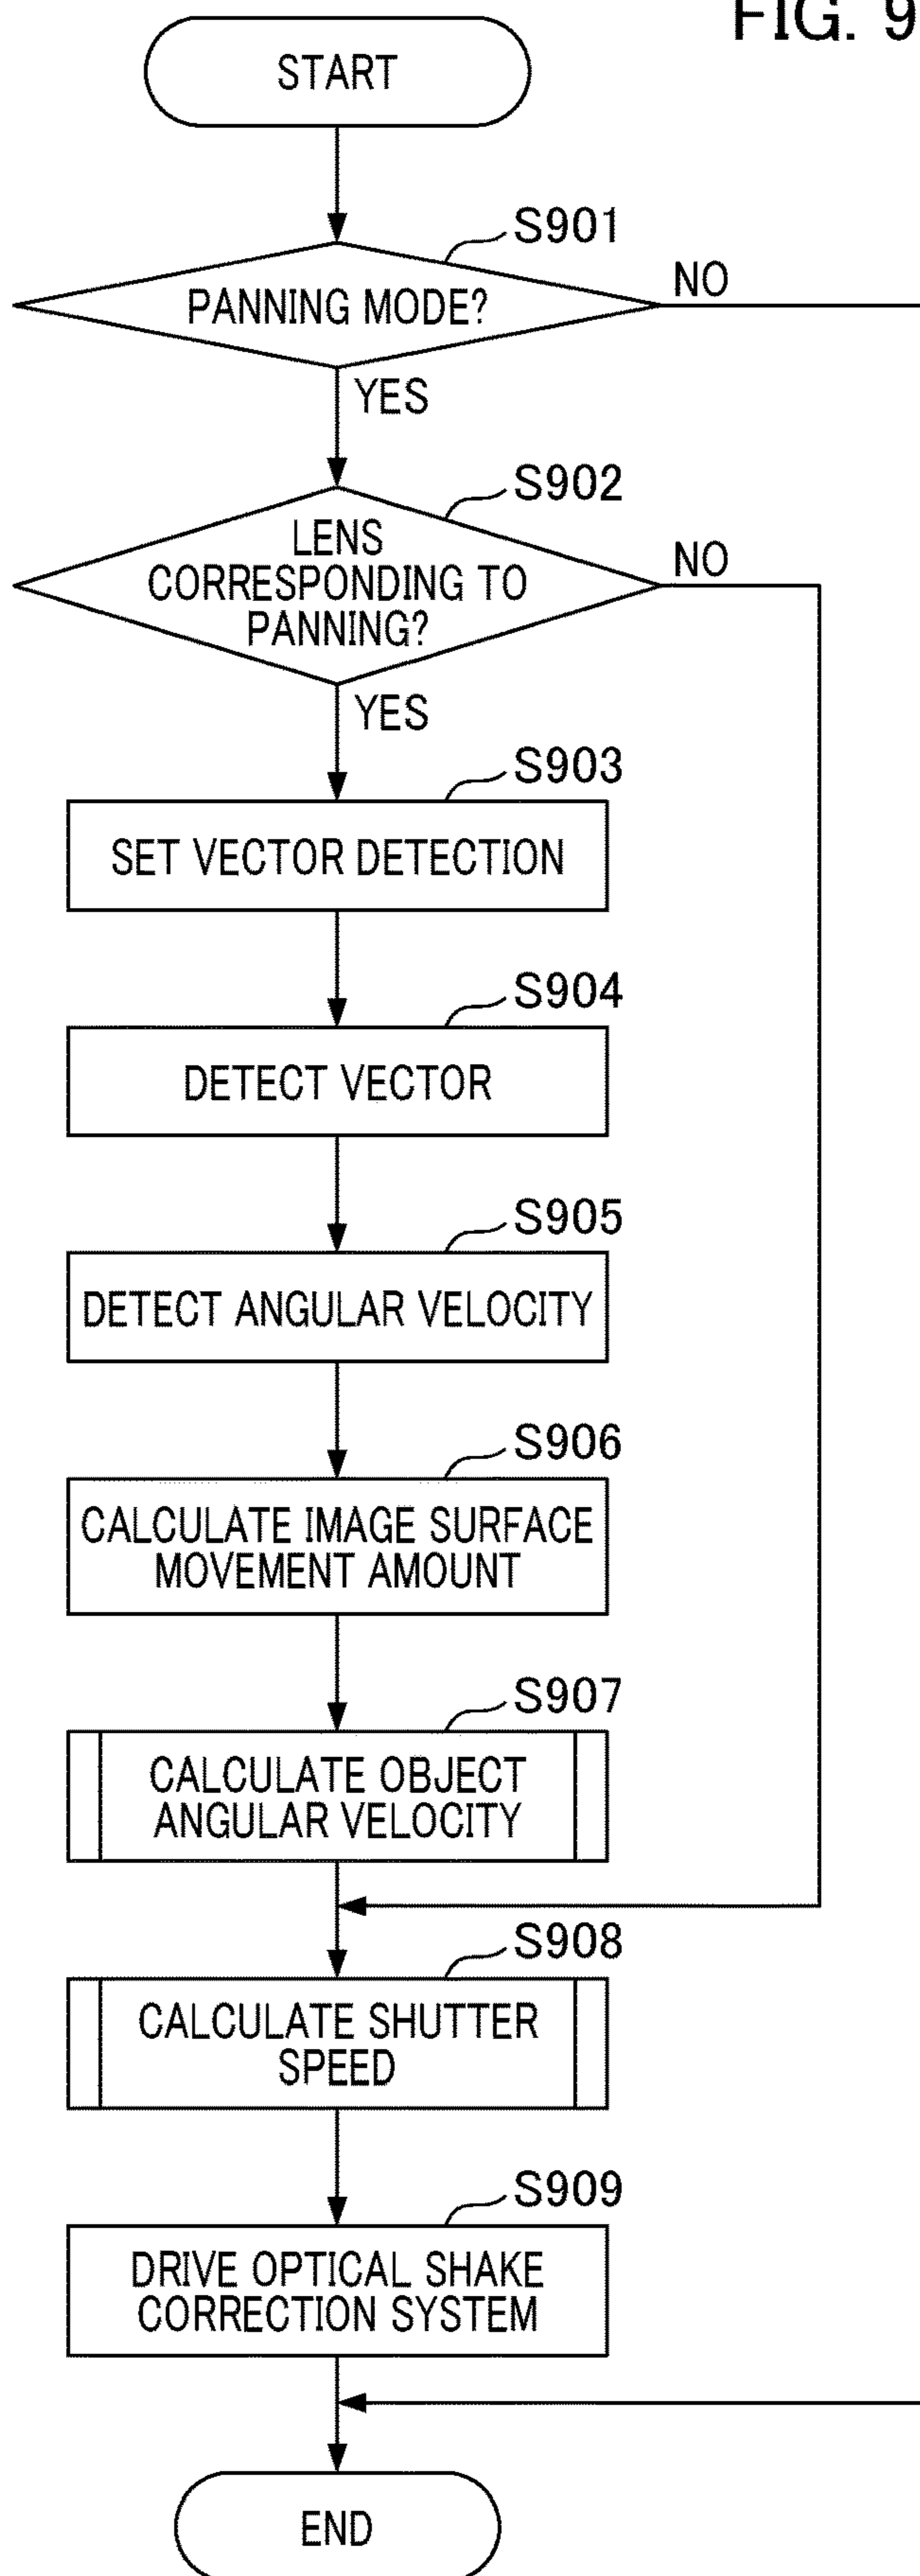 FIG. 9
START
S901
PANNING MODE?
NO
YES
S902
LENS
CORRESPONDING TO
PANNING?
NO
YES
S903
SET VECTOR DETECTION
S904
DETECT VECTOR
S905
DETECT ANGULAR VELOCITY
S906
CALCULATE IMAGE SURFACE
MOVEMENT AMOUNT
S907
CALCULATE OBJECT
ANGULAR VELOCITY
S908
CALCULATE SHUTTER
SPEED
S909
DRIVE OPTICAL SHAKE
CORRECTION SYSTEM
END